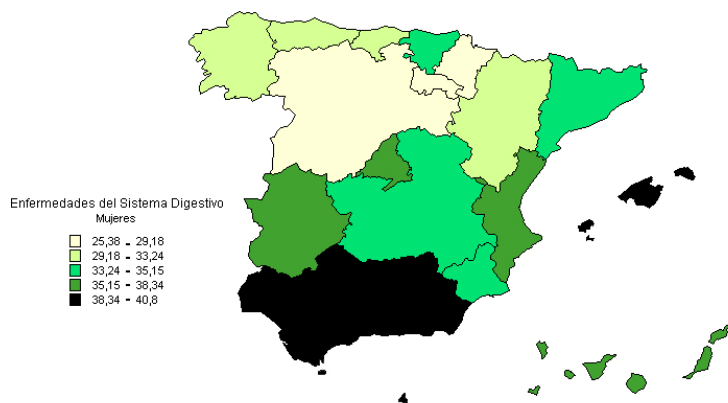 Enfermedades del Sistema Digestivo
Mujeres
25,38 - 29,18
29,18 - 33,24
33,24 - 35,15
35,15 - 38,34
38,34 - 40,8